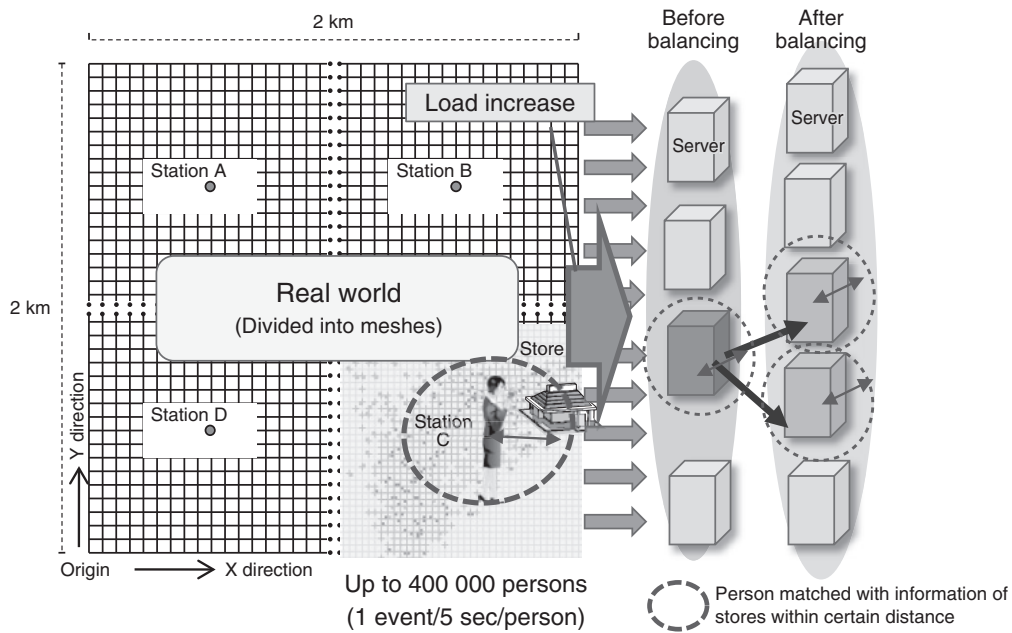 2 km
Before
balancing
After
balancing
Load increase
Server
Server
Station A
Station B
2 km
Real world
(Divided into meshes)
Store
Station
C
Station D
Y direction
Origin
X direction
Up to 400 000 persons
(1 event/5 sec/person)
Person matched with information of
stores within certain distance